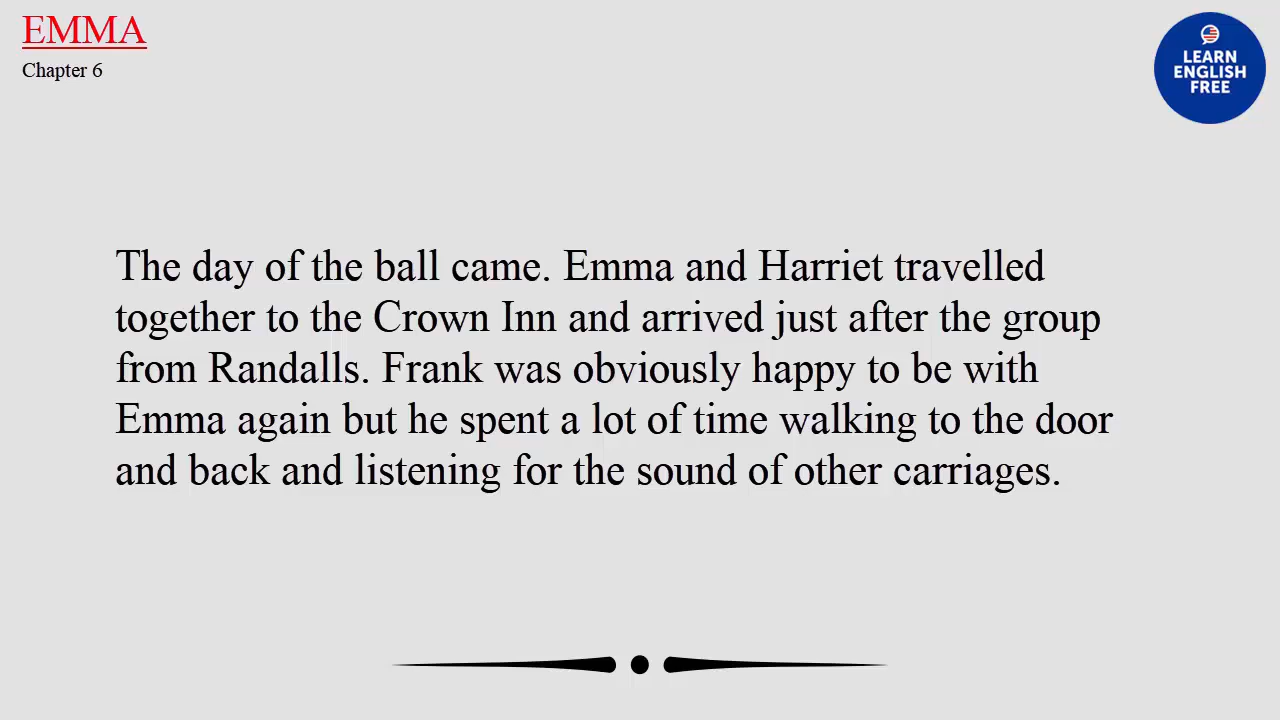 EMMA
Chapter 6
LEARN
ENGLISH
FREE
The day of the ball came. Emma and Harriet travelled
together to the Crown Inn and arrived just after the group
from Randalls. Frank was obviously happy to be with
Emma again but he spent a lot of time walking to the door
and back and listening for the sound of other carriages.